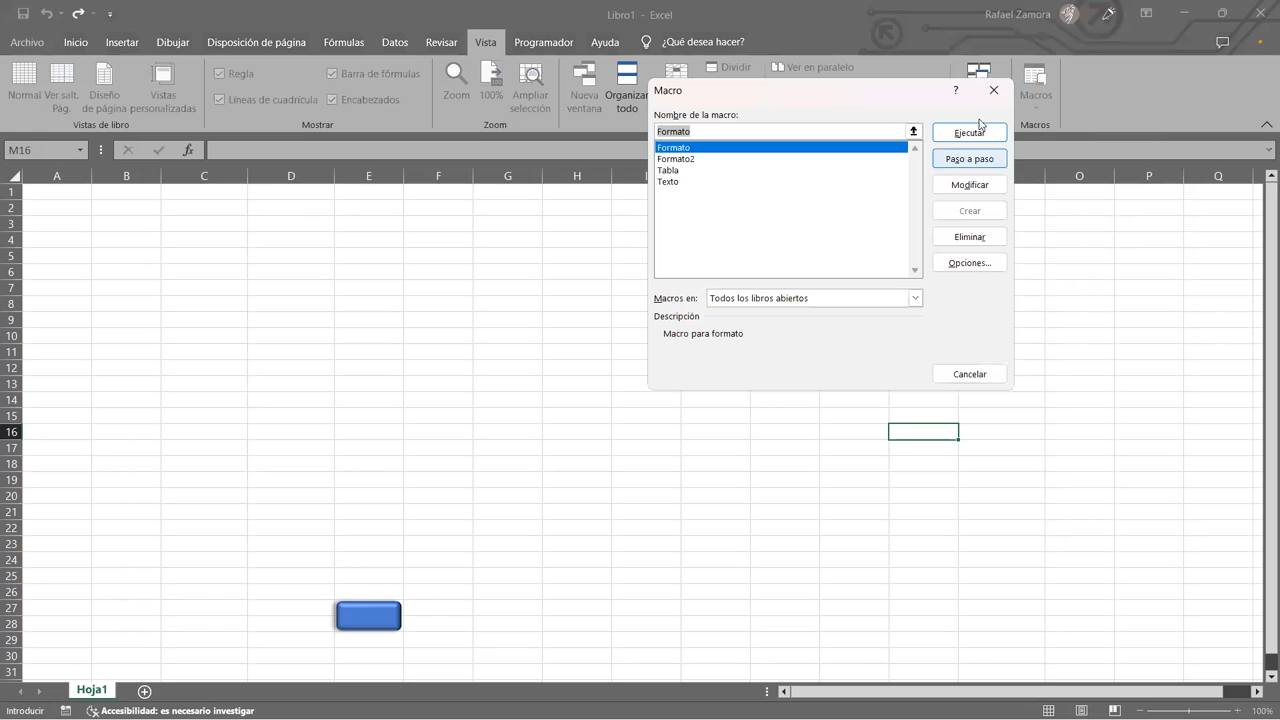 Libro1 - Excel
Rafael Zamora
Archivo Inicio Insertar Dibujar Disposición de página Fórmulas Datos Revisar Vista Programador Ayuda ¿Qué desea hacer?
Normal
Ver salt. Pág.
Diseño de página
Vistas personalizadas
Vistas de libro
Regla
Barra de fórmulas
Líneas de cuadrícula
Encabezados
Mostrar
Zoom
100%
Ampliar selección
Zoom
Nueva ventana
Organizar todo
Dividir
Ver en paralelo
Macros
Macros
M16
fx
Macro
?
Nombre de la macro:
Formato
Formato
Formato2
Tabla
Texto
Ejecutar
Paso a paso
Modificar
Crear
Eliminar
Opciones...
Macros en: Todos los libros abiertos
Descripción
Macro para formato
Cancelar
A B C D E F G H O P Q
1
2
3
4
5
6
7
8
9
10
11
12
13
14
15
16
17
18
19
20
21
22
23
24
25
26
27
28
29
30
31
Hoja1
Introducir
Accesibilidad: es necesario investigar
100%